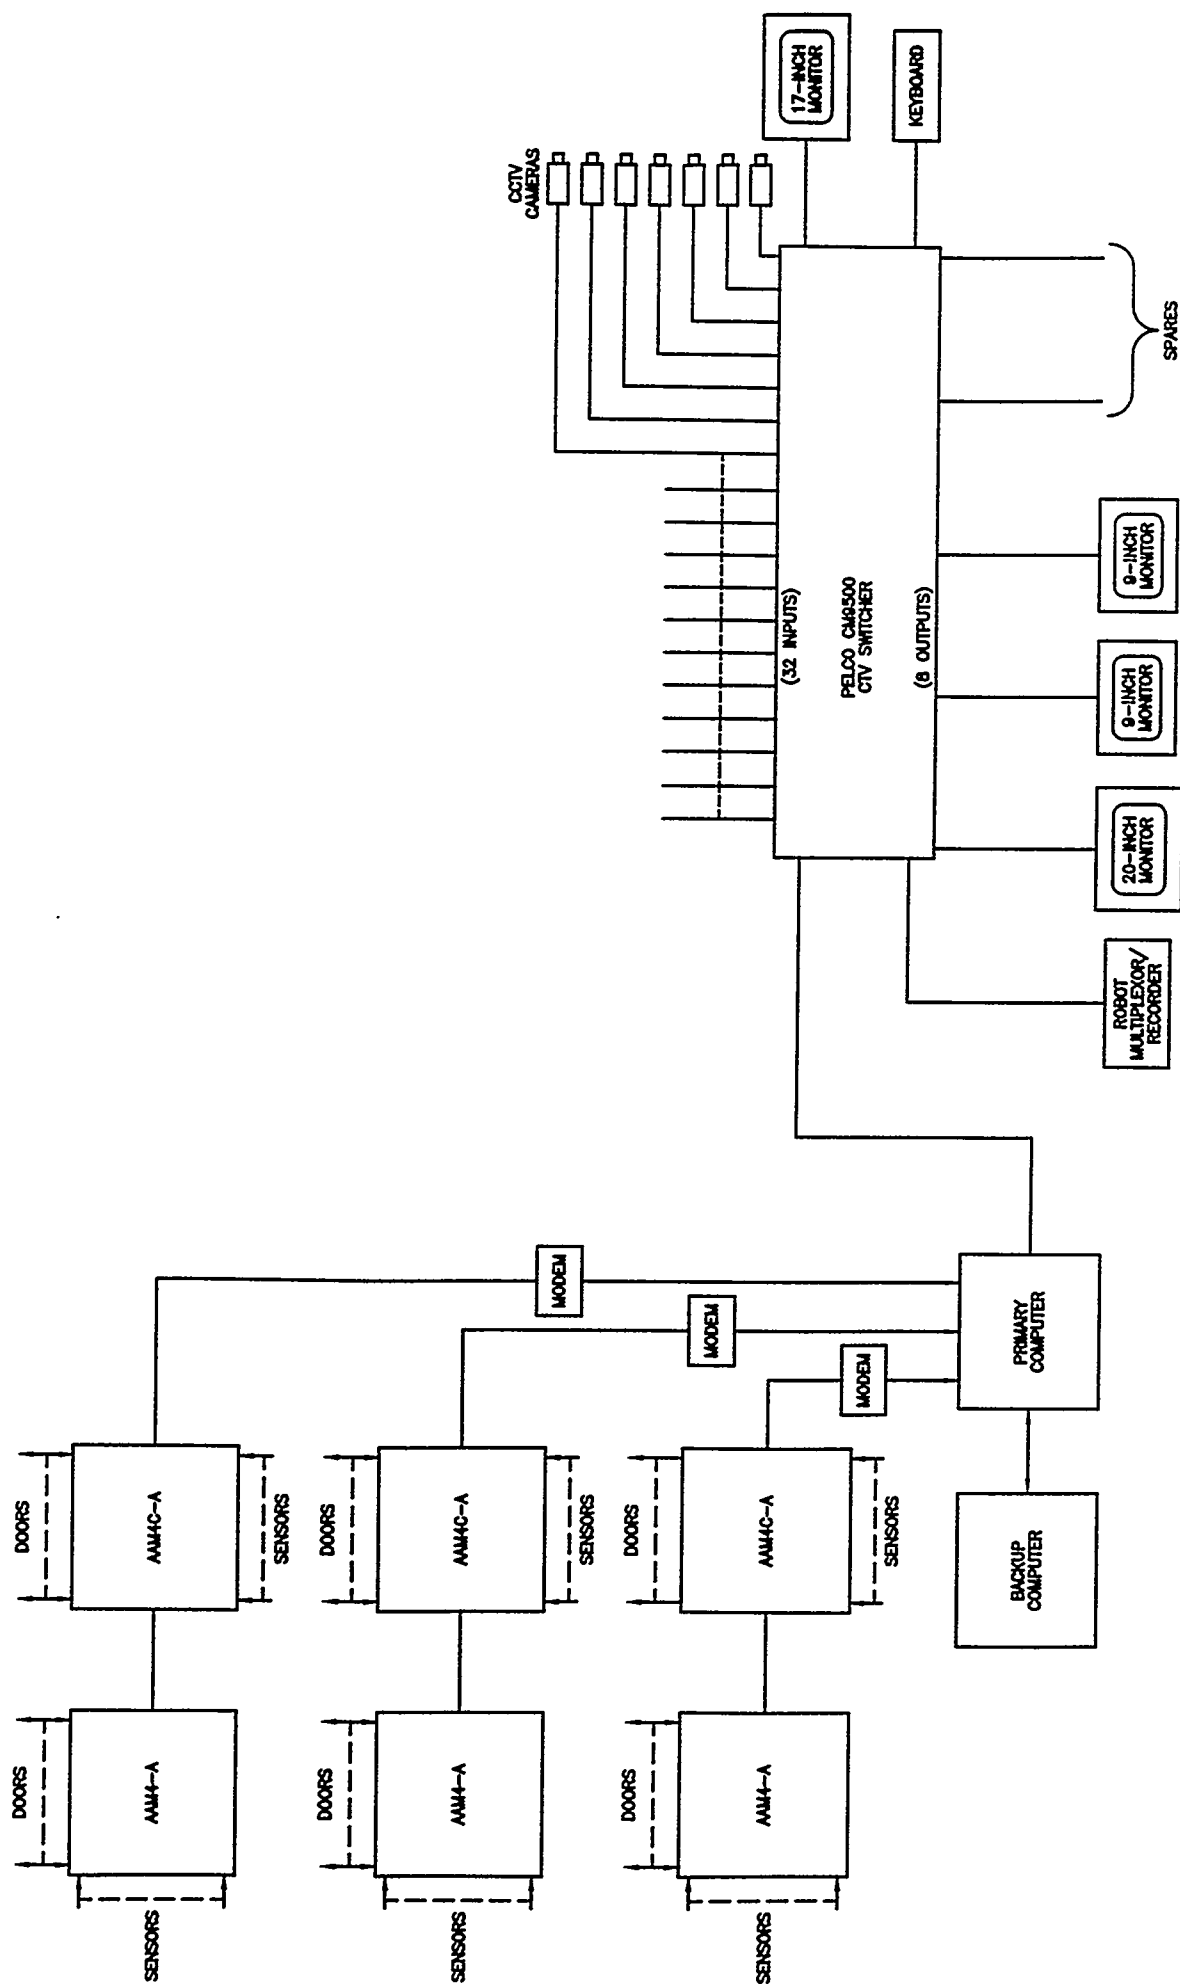 DOORS
DOORS
AAM4-A
AAM4C-A
SENSORS
SENSORS
DOORS
DOORS
AAM4-A
AAM4C-A
SENSORS
SENSORS
DOORS
DOORS
AAM4-A
AAM4C-A
SENSORS
SENSORS
MODEM
MODEM
MODEM
BACKUP
COMPUTER
PRIMARY
COMPUTER
CCTV
CAMERAS
(32 INPUTS)
PELCO CM9500
CTV SWITCHER
(8 OUTPUTS)
17-INCH
MONITOR
KEYBOARD
ROBOT
MULTIPLEXOR/
RECORDER
20-INCH
MONITOR
9-INCH
MONITOR
9-INCH
MONITOR
SPARES